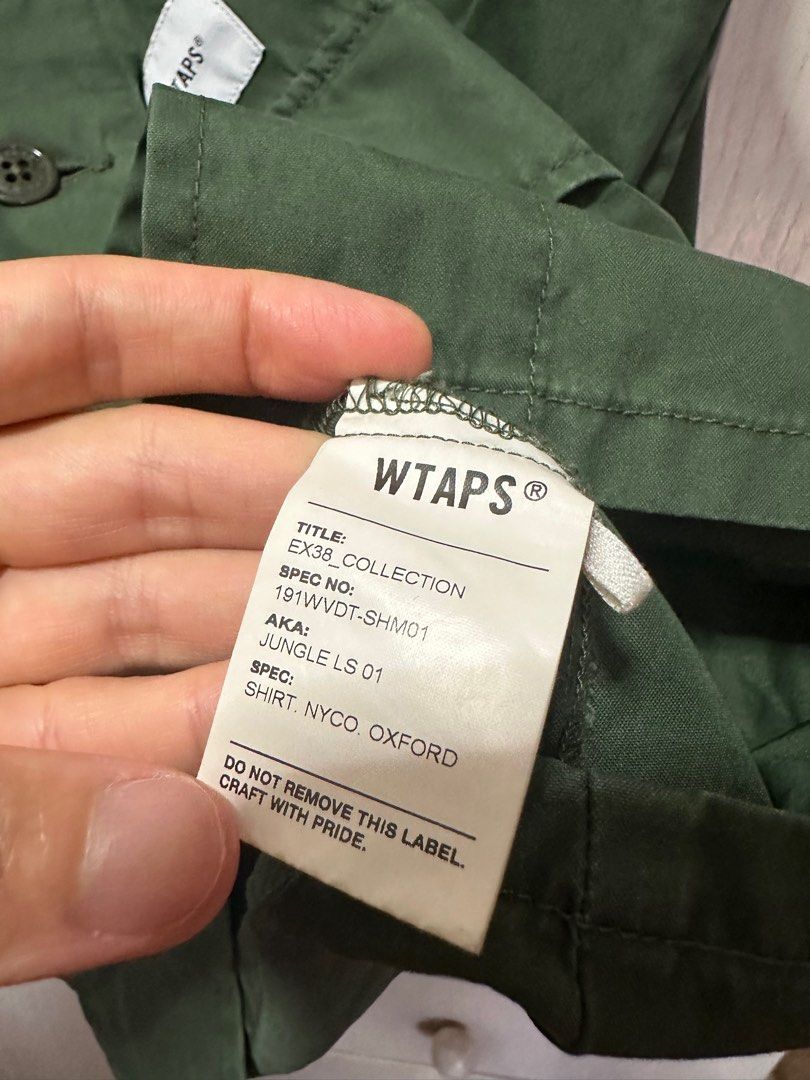 TAPS®
WTAPS®
TITLE:
EX38_COLLECTION
SPEC NO:
191WVDT-SHM01
AKA:
JUNGLE LS 01
SPEC:
SHIRT. NYCO. OXFORD
DO NOT REMOVE THIS LABEL.
CRAFT WITH PRIDE.